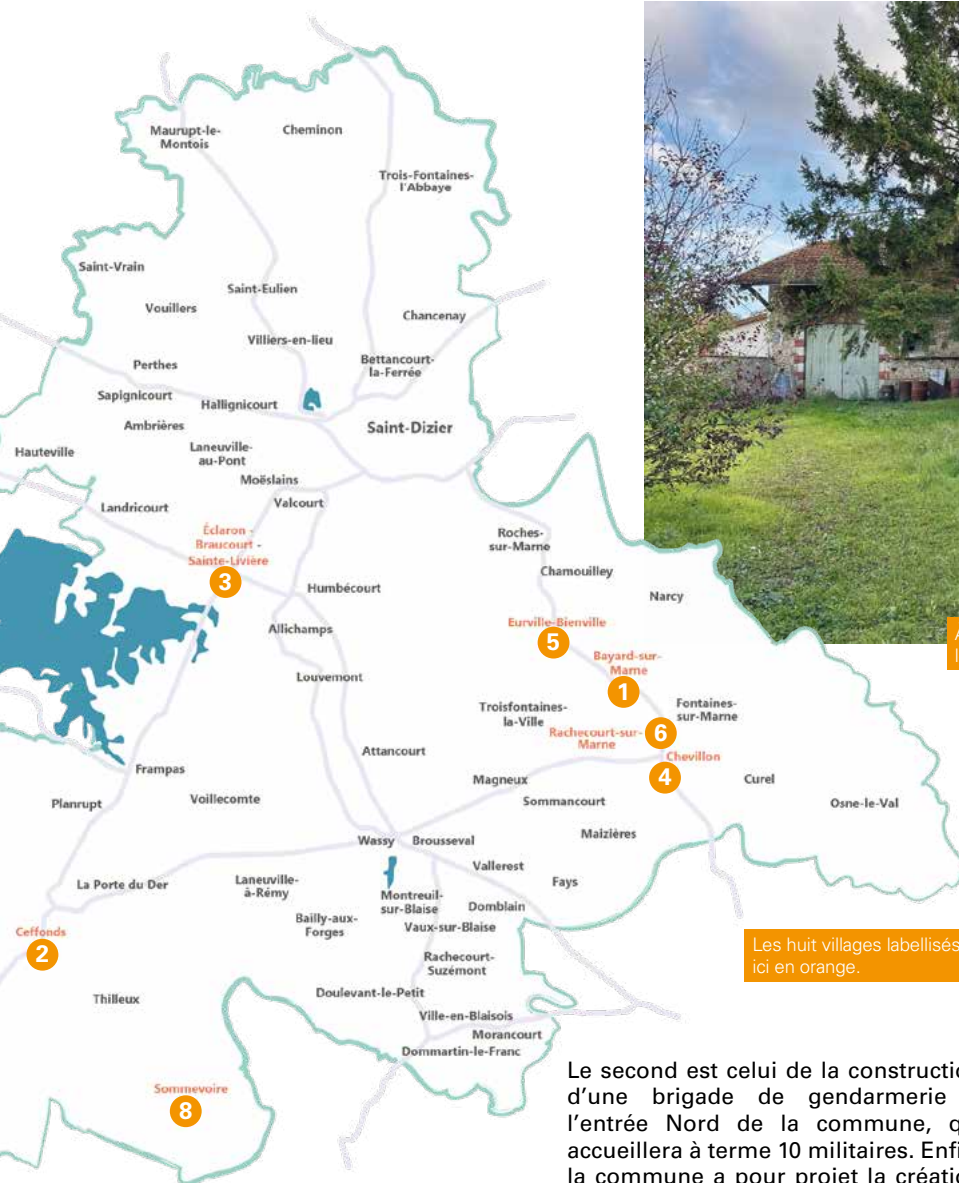 Maurupt-le-
Montois
Cheminon
Trois-Fontaines-
l'Abbaye
Saint-Vrain
Saint-Eulien
Vouillers
Chancenay
Villiers-en-lieu
Bettancourt-
la-Ferrée
Perthes
Sapignicourt
Hallignicourt
Ambrières
Saint-Dizier
Hauteville
Laneuville-
au-Pont
Moëslains
Valcourt
Landricourt
Éclaron -
Braucourt -
Sainte-Livière
3
Roches-
sur-Marne
Chamouilley
Humbécourt
Narcy
Allichamps
Eurville-Bienville
5
Bayard-sur-
Marne
1
Louvemont
Troisfontaines-
la-Ville
Fontaines-
sur-Marne
Rachecourt-sur-
Marne
6
Attancourt
Chevillon
4
Frampas
Magneux
Curel
Planrupt
Voillecomte
Sommancourt
Osne-le-Val
Maizières
Wassy
Brousseval
Vallerest
La Porte du Der
Laneuville-
à-Rémy
Fays
Montreuil-
sur-Blaise
Domblain
Bailly-aux-
Forges
Vaux-sur-Blaise
Ceffonds
2
Rachecourt-
Suzémont
Thilleux
Doulevant-le-Petit
Ville-en-Blaisois
Morancourt
Dommartin-le-Franc
Sommevoire
8
Les huit villages labellisés
ici en orange.
Le second est celui de la constructio
d'une brigade de gendarmerie
l'entrée Nord de la commune, q
accueillera à terme 10 militaires. Enfi
la commune a pour projet la créatio